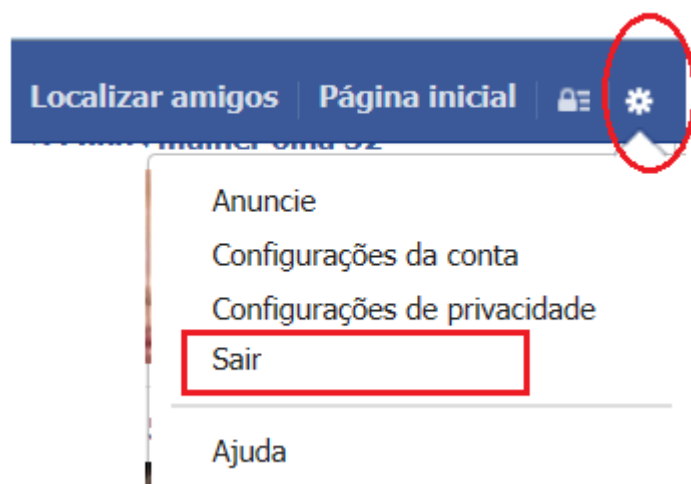 Localizar amigos Página inicial
Anuncie
Configurações da conta
Configurações de privacidade
Sair
Ajuda